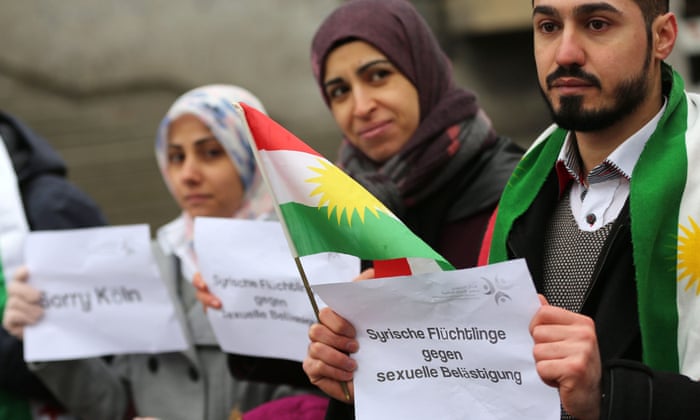 Sorry Köln
Syrische Flüchtlinge
gegen
sexuelle Belästigung
Syrische Flüchtlinge
gegen
sexuelle Belästigung